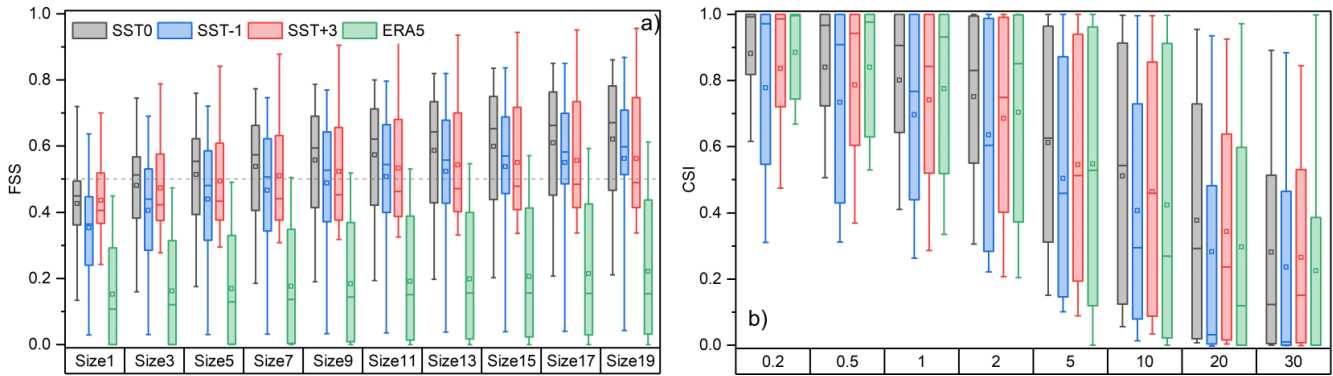 SST0 SST-1 SST+3 ERA5 a)
FSS
1.0
0.8
0.6
0.4
0.2
0.0
Size1 Size3 Size5 Size7 Size9 Size11 Size13 Size15 Size17 Size19
CSI
1.0
0.8
0.6
0.4
0.2
0.0
b)
0.2 0.5 1 2 5 10 20 30